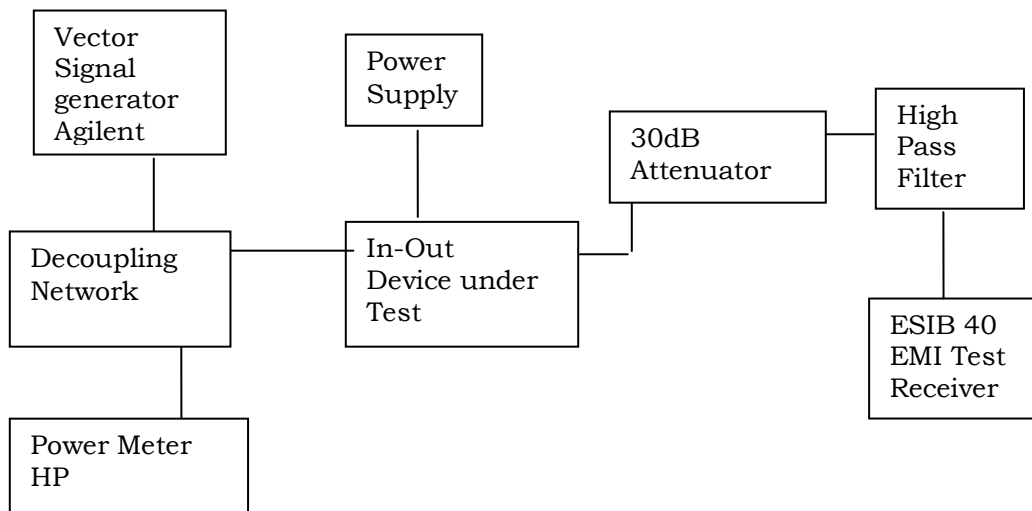 Vector
Signal
generator
Agilent
Power
Supply
30dB
Attenuator
High
Pass
Filter
Decoupling
Network
In-Out
Device under
Test
ESIB 40
EMI Test
Receiver
Power Meter
HP